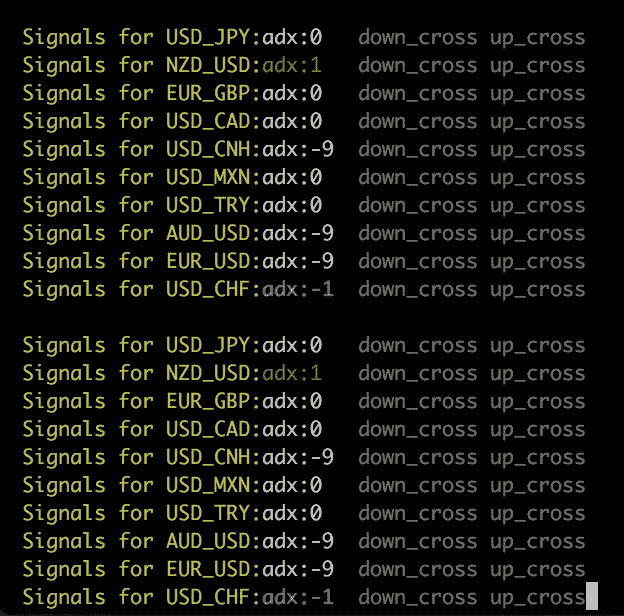 Signals for USD_JPY:adx:0 down_cross up_cross
Signals for NZD_USD:adx:1 down_cross up_cross
Signals for EUR_GBP:adx:0 down_cross up_cross
Signals for USD_CAD:adx:0 down_cross up_cross
Signals for USD_CNH:adx:-9 down_cross up_cross
Signals for USD_MXN:adx:0 down_cross up_cross
Signals for USD_TRY:adx:0 down_cross up_cross
Signals for AUD_USD:adx:-9 down_cross up_cross
Signals for EUR_USD:adx:-9 down_cross up_cross
Signals for USD_CHF:adx:-1 down_cross up_cross
Signals for USD_JPY:adx:0 down_cross up_cross
Signals for NZD_USD:adx:1 down_cross up_cross
Signals for EUR_GBP:adx:0 down_cross up_cross
Signals for USD_CAD:adx:0 down_cross up_cross
Signals for USD_CNH:adx:-9 down_cross up_cross
Signals for USD_MXN:adx:0 down_cross up_cross
Signals for USD_TRY:adx:0 down_cross up_cross
Signals for AUD_USD:adx:-9 down_cross up_cross
Signals for EUR_USD:adx:-9 down_cross up_cross
Signals for USD_CHF:adx:-1 down_cross up_cross